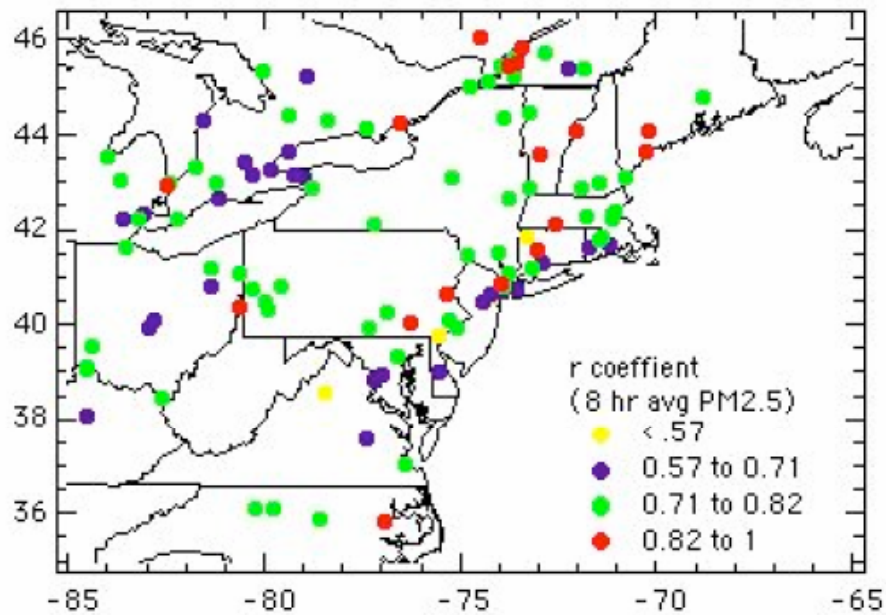 46
44
42
40
38
36
r coeffient
(8 hr avg PM2.5)
< .57
0.57 to 0.71
0.71 to 0.82
0.82 to 1
-85 -80 -75 -70 -65